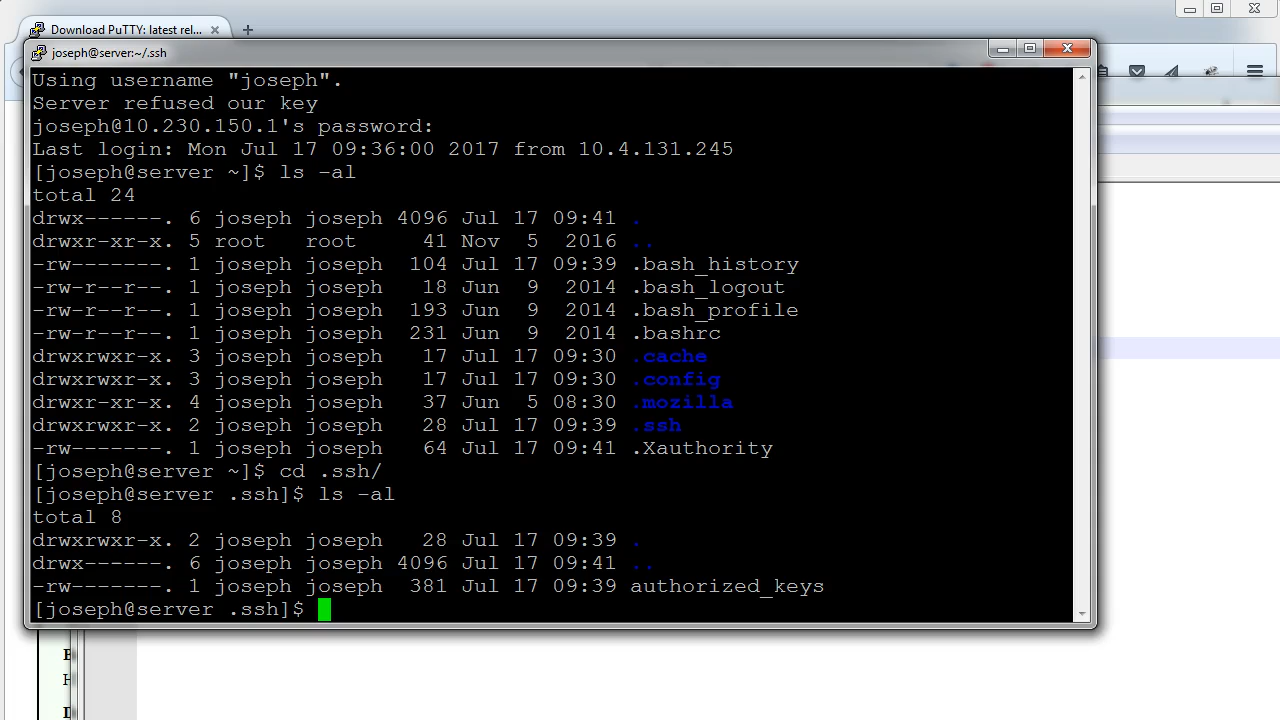 Download PuTTY: latest rel...
joseph@server:~/.ssh
Using username "joseph".
Server refused our key
joseph@10.230.150.1's password:
Last login: Mon Jul 17 09:36:00 2017 from 10.4.131.245
[joseph@server ~]$ ls -al
total 24
drwx------. 6 joseph joseph 4096 Jul 17 09:41 .
drwxr-xr-x. 5 root   root     41 Nov  5  2016 ..
-rw-------. 1 joseph joseph  104 Jul 17 09:39 .bash_history
-rw-r--r--. 1 joseph joseph   18 Jun  9  2014 .bash_logout
-rw-r--r--. 1 joseph joseph  193 Jun  9  2014 .bash_profile
-rw-r--r--. 1 joseph joseph  231 Jun  9  2014 .bashrc
drwxrwxr-x. 3 joseph joseph   17 Jul 17 09:30 .cache
drwxrwxr-x. 3 joseph joseph   17 Jul 17 09:30 .config
drwxr-xr-x. 4 joseph joseph   37 Jun  5 08:30 .mozilla
drwxrwxr-x. 2 joseph joseph   28 Jul 17 09:39 .ssh
-rw-------. 1 joseph joseph   64 Jul 17 09:41 .Xauthority
[joseph@server ~]$ cd .ssh/
[joseph@server .ssh]$ ls -al
total 8
drwxrwxr-x. 2 joseph joseph   28 Jul 17 09:39 .
drwx------. 6 joseph joseph 4096 Jul 17 09:41 ..
-rw-------. 1 joseph joseph  381 Jul 17 09:39 authorized_keys
[joseph@server .ssh]$